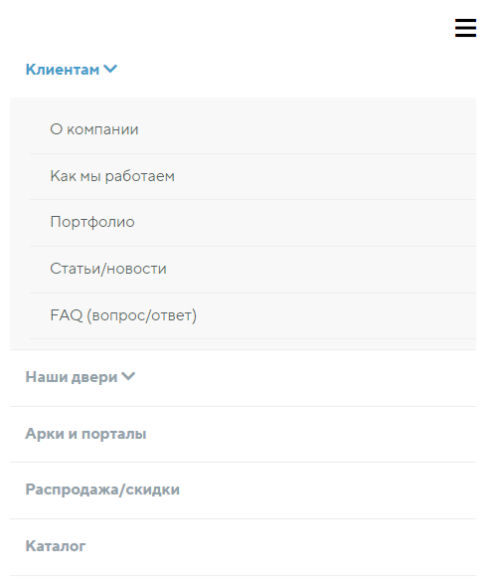 Клиентам
О компании
Как мы работаем
Портфолио
Статьи/новости
FAQ (вопрос/ответ)
Наши двери
Арки и порталы
Распродажа/скидки
Каталог